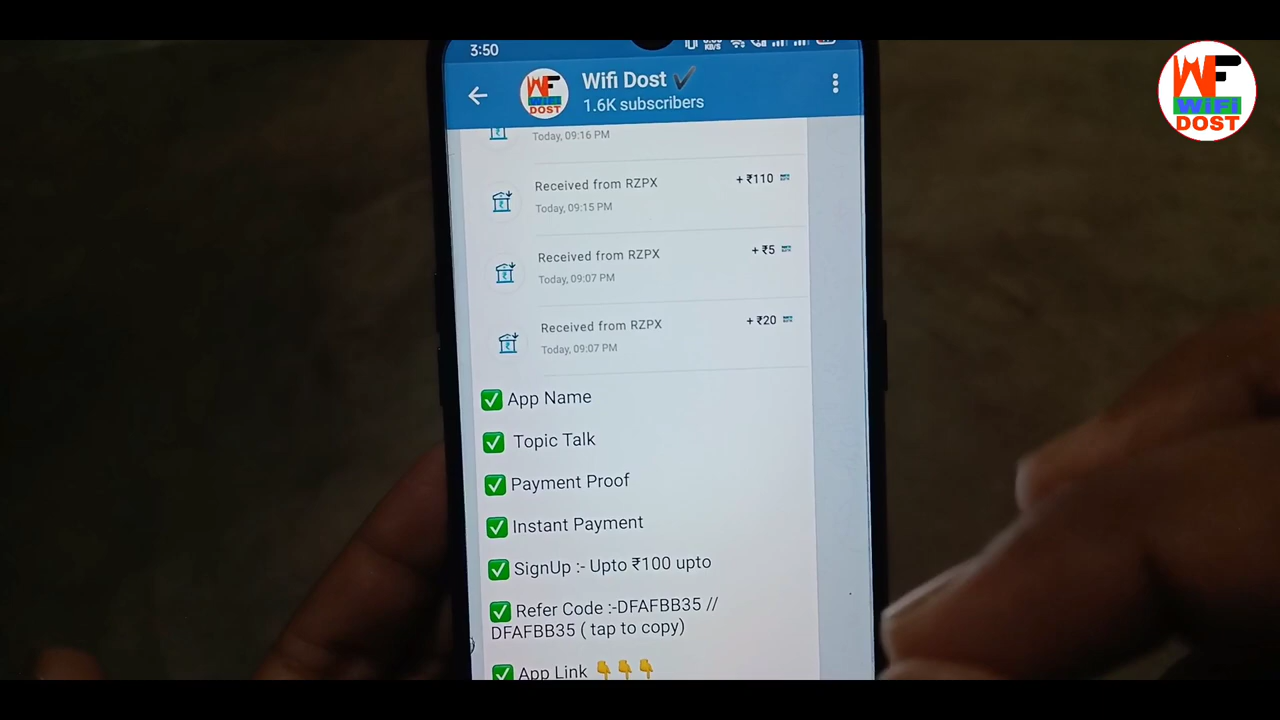 3:50
KB/S
Wifi Dost ✔
1.6K subscribers
WF
WiFi
DOST
WiFi
DOST
Today, 09:16 PM
Received from RZPX
+ ₹110
Today, 09:15 PM
Received from RZPX
+ ₹5
Today, 09:07 PM
Received from RZPX
+ ₹20
Today, 09:07 PM
✅ App Name
✅ Topic Talk
✅ Payment Proof
✅ Instant Payment
✅ SignUp :- Upto ₹100 upto
✅ Refer Code :-DFAFBB35 //
DFAFBB35 ( tap to copy)
✅ App Link 👇👇👇